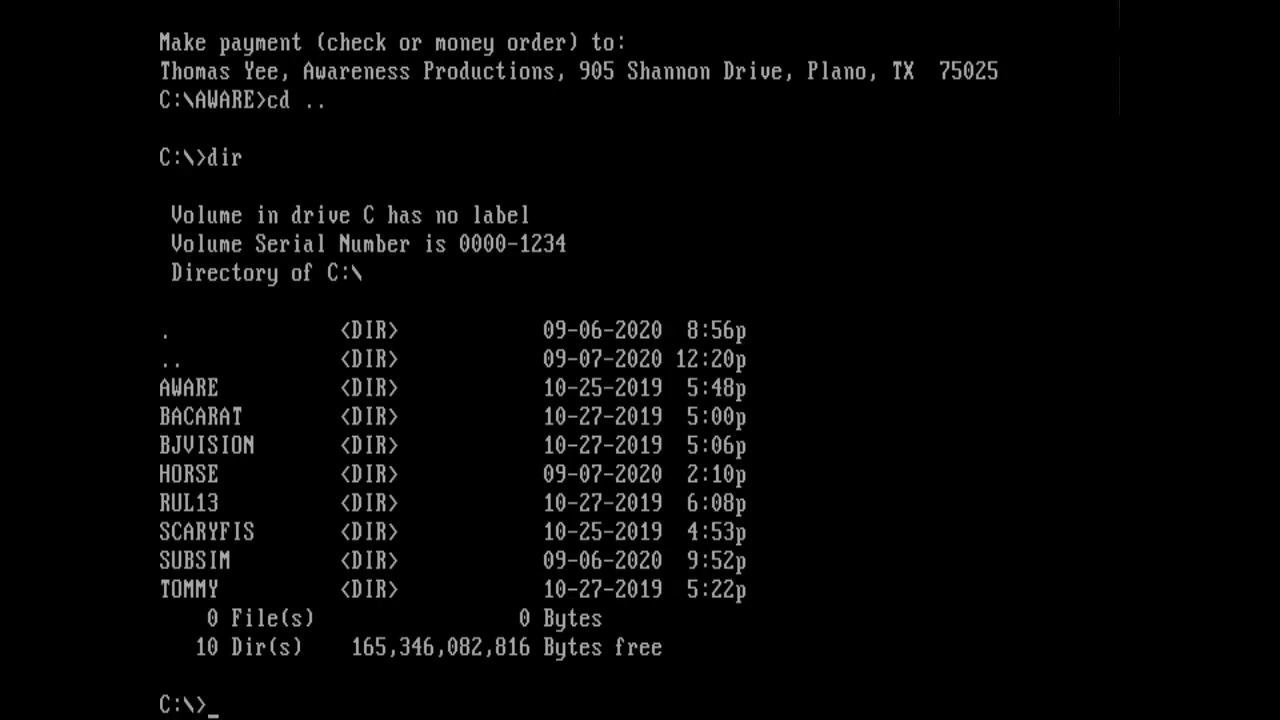 Make payment (check or money order) to:
Thomas Yee, Awareness Productions, 905 Shannon Drive, Plano, TX  75025
C:\AWARE>cd ..
C:\>dir
Volume in drive C has no label
Volume Serial Number is 0000-1234
Directory of C:\
.               <DIR>            09-06-2020  8:56p
..              <DIR>            09-07-2020 12:20p
AWARE           <DIR>            10-25-2019  5:48p
BACARAT         <DIR>            10-27-2019  5:00p
BJVISION        <DIR>            10-27-2019  5:06p
HORSE           <DIR>            09-07-2020  2:10p
RUL13           <DIR>            10-27-2019  6:08p
SCARYFIS        <DIR>            10-25-2019  4:53p
SUBSIM          <DIR>            09-06-2020  9:52p
TOMMY           <DIR>            10-27-2019  5:22p
0 File(s)                 0 Bytes
10 Dir(s)    165,346,082,816 Bytes free
C:\>_